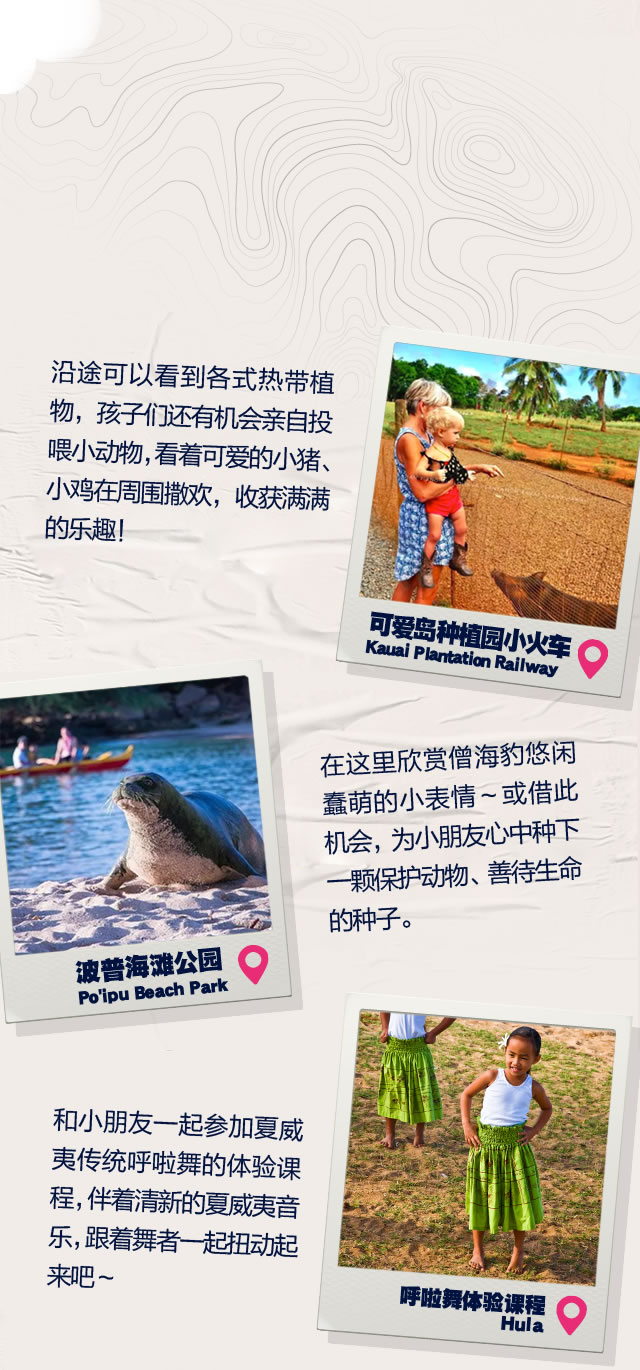 沿途可以看到各式热带植
物，孩子们还有机会亲自投
喂小动物，看着可爱的小猪、
小鸡在周围撒欢，收获满满
的乐趣！
可爱岛种植园小火车
Kauai Plantation Railway
在这里欣赏僧海豹悠闲
蠢萌的小表情～或借此
机会，为小朋友心中种下
一颗保护动物、善待生命
的种子。
波普海滩公园
Po'ipu Beach Park
和小朋友一起参加夏威
夷传统呼啦舞的体验课
程，伴着清新的夏威夷音
乐，跟着舞者一起扭动起
来吧～
呼啦舞体验课程
Hula